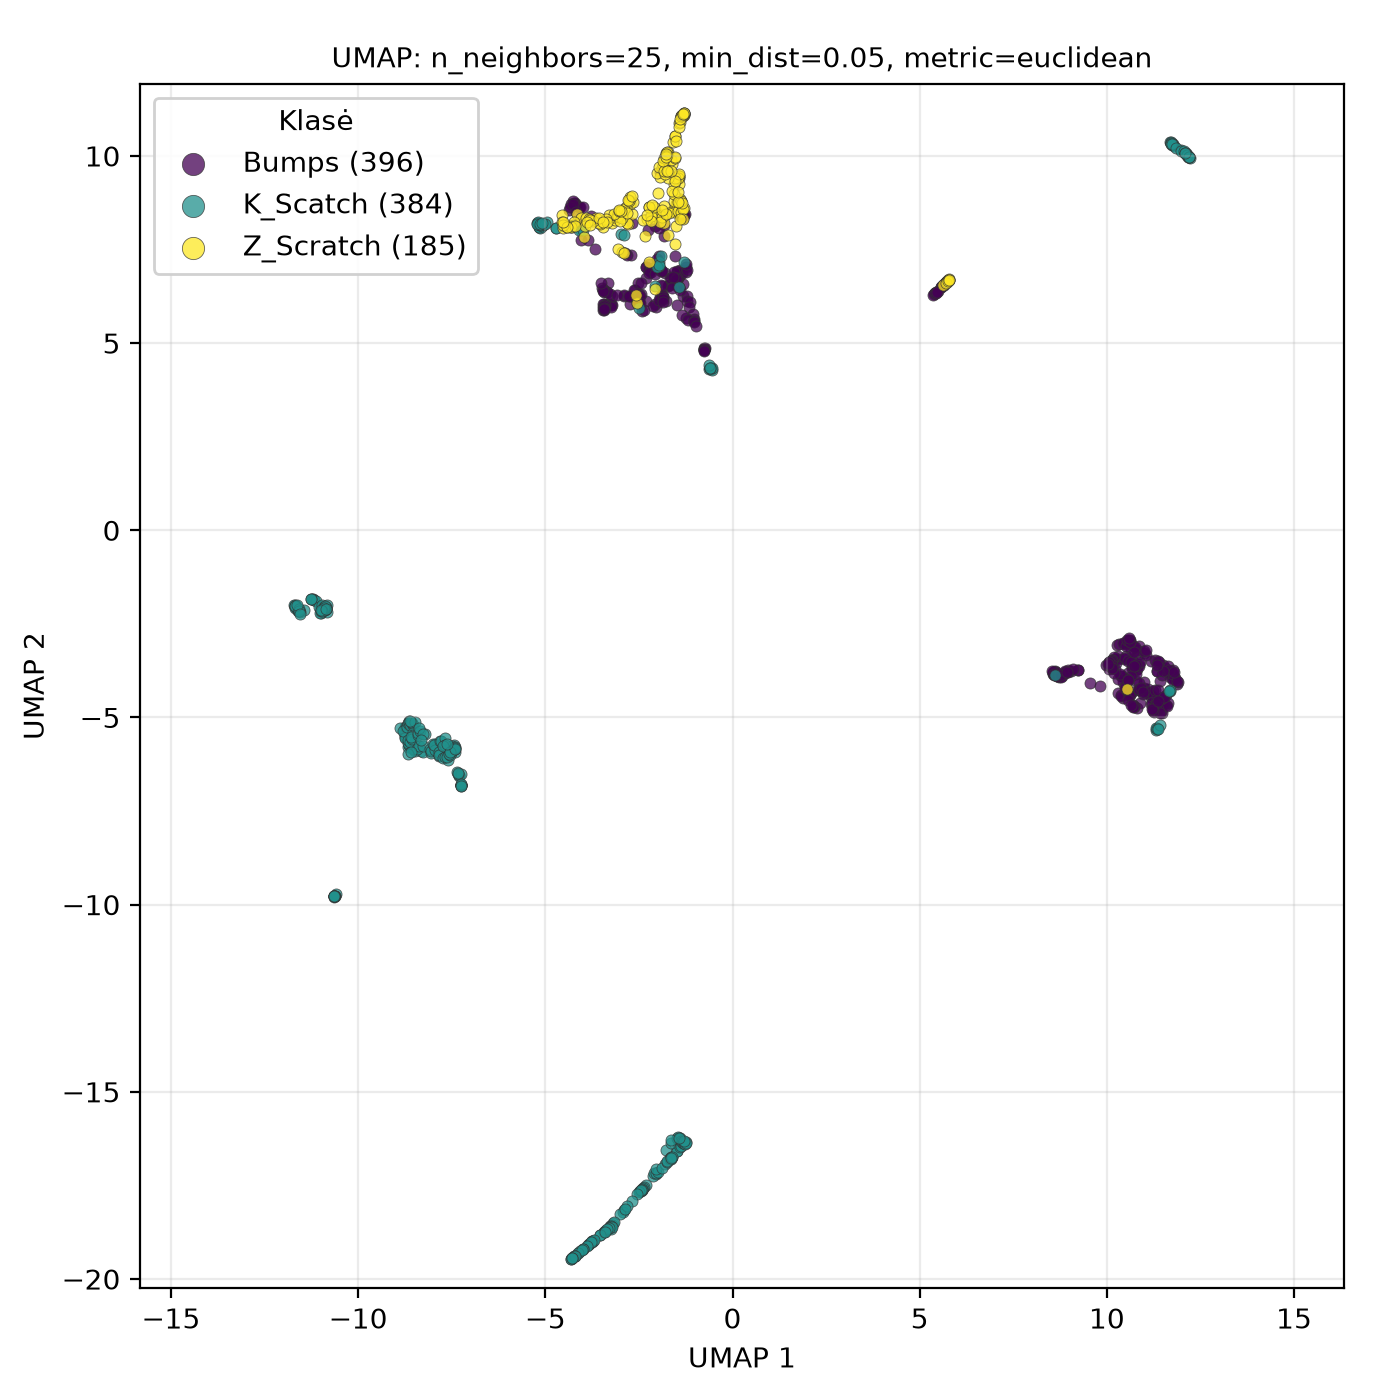 UMAP: n_neighbors=25, min_dist=0.05, metric=euclidean
Klasė
Bumps (396)
K_Scatch (384)
Z_Scratch (185)
10
5
0
−5
−10
−15
−20
UMAP 2
−15 −10 −5 0 5 10 15
UMAP 1